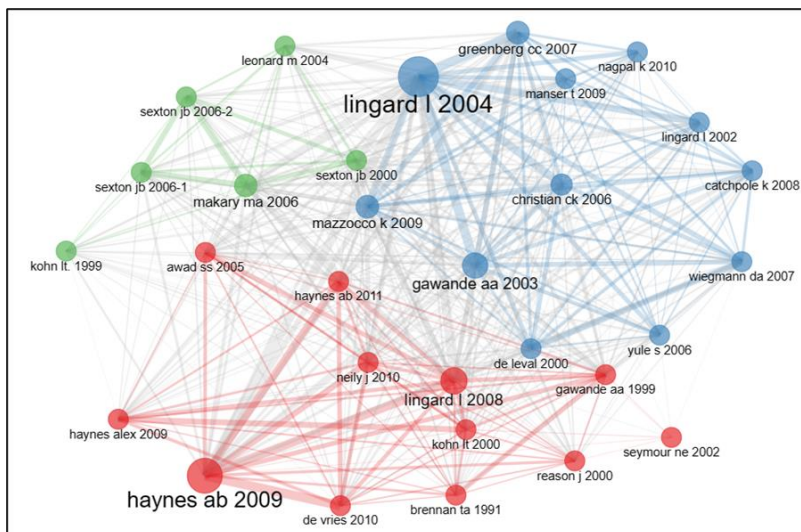 greenberg cc 2007
leonard m 2004
nagpal k 2010
manser t 2009
lingard l 2004
sexton jb 2006-2
lingard l 2002
sexton jb 2000
sexton jb 2006-1
catchpole k 2008
makary ma 2006
christian ck 2006
mazzocco k 2009
kohn lt. 1999
awad ss 2005
wiegmann da 2007
gawande aa 2003
haynes ab 2011
yule s 2006
de leval 2000
neily j 2010
gawande aa 1999
lingard l 2008
haynes alex 2009
kohn lt 2000
seymour ne 2002
reason j 2000
haynes ab 2009
brennan ta 1991
de vries 2010